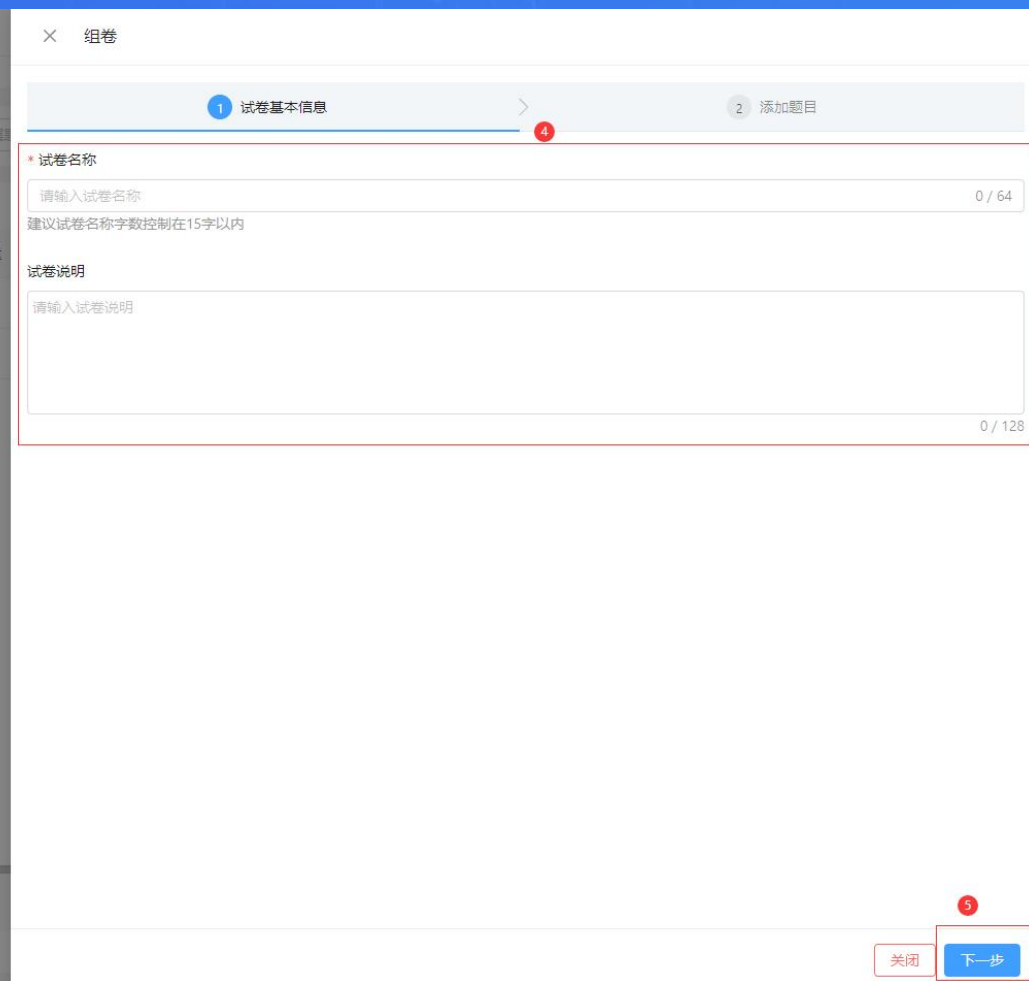 组卷
1 试卷基本信息
2 添加题目
4
* 试卷名称
请输入试卷名称 0 / 64
建议试卷名称字数控制在15字以内
试卷说明
请输入试卷说明
0 / 128
5
关闭 下一步